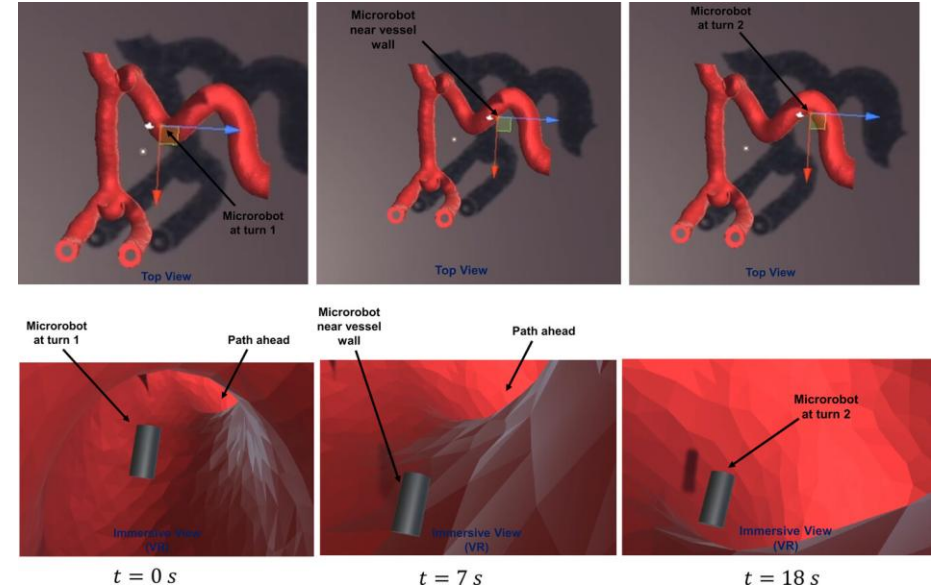 Microrobot
at turn 1
Top View
Microrobot
near vessel
wall
Top View
Microrobot
at turn 2
Top View
Microrobot
at turn 1
Path ahead
Immersive View
(VR)
t = 0 s
Microrobot
near vessel
wall
Path ahead
Immersive View
(VR)
t = 7 s
Microrobot
at turn 2
Immersive View
(VR)
t = 18 s